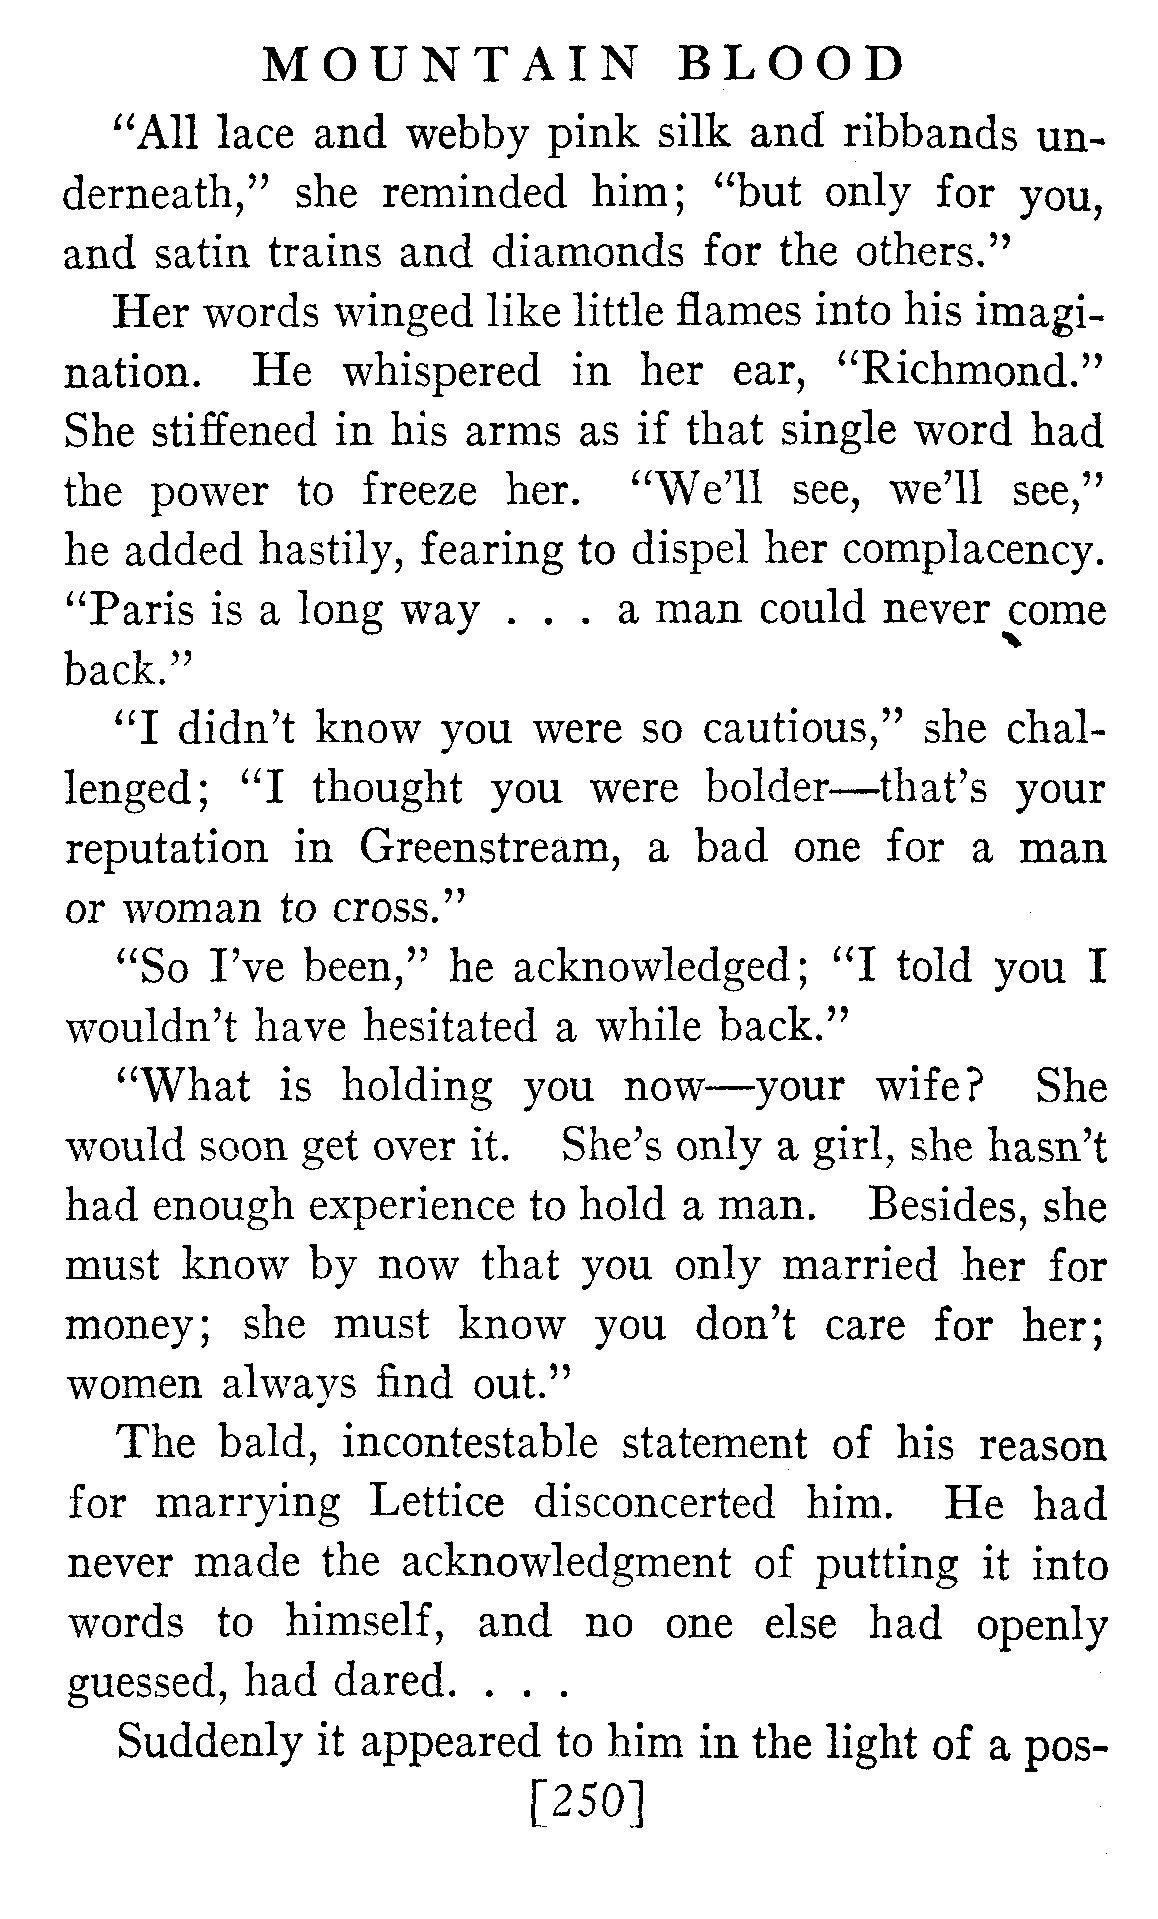 MOUNTAIN BLOOD
“All lace and webby pink silk and ribbands un-
derneath,” she reminded him; “but only for you,
and satin trains and diamonds for the others.”
Her words winged like little flames into his imagi-
nation. He whispered in her ear, “Richmond.”
She stiffened in his arms as if that single word had
the power to freeze her. “We’ll see, we’ll see,”
he added hastily, fearing to dispel her complacency.
“Paris is a long way . . . a man could never come
back.”
“I didn’t know you were so cautious,” she chal-
lenged; “I thought you were bolder—that’s your
reputation in Greenstream, a bad one for a man
or woman to cross.”
“So I’ve been,” he acknowledged; “I told you I
wouldn’t have hesitated a while back.”
“What is holding you now—your wife? She
would soon get over it. She’s only a girl, she hasn’t
had enough experience to hold a man. Besides, she
must know by now that you only married her for
money; she must know you don’t care for her;
women always find out.”
The bald, incontestable statement of his reason
for marrying Lettice disconcerted him. He had
never made the acknowledgment of putting it into
words to himself, and no one else had openly
guessed, had dared. . . .
Suddenly it appeared to him in the light of a pos-
[250]